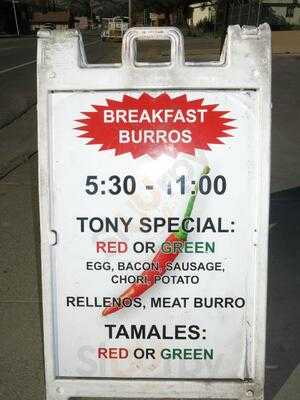 BREAKFAST
BURROS
5:30 - 11:00
TONY SPECIAL:
RED OR GREEN
EGG, BACON, SAUSAGE,
CHORI, POTATO
RELLENOS, MEAT BURRO
TAMALES:
RED OR GREEN